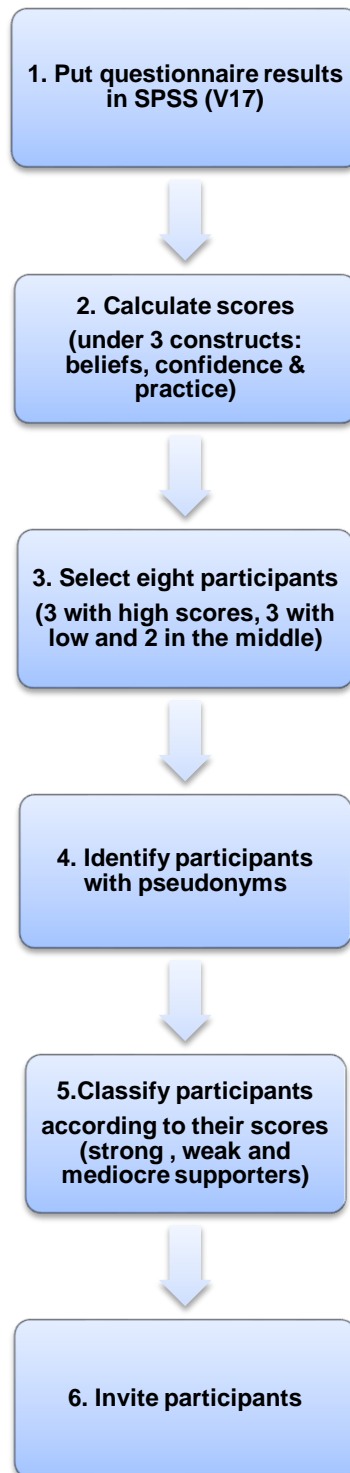 1. Put questionnaire results
in SPSS (V17)
2. Calculate scores
(under 3 constructs:
beliefs, confidence &
practice)
3. Select eight participants
(3 with high scores, 3 with
low and 2 in the middle)
4. Identify participants
with pseudonyms
5.Classify participants
according to their scores
(strong , weak and
mediocre supporters)
6. Invite participants